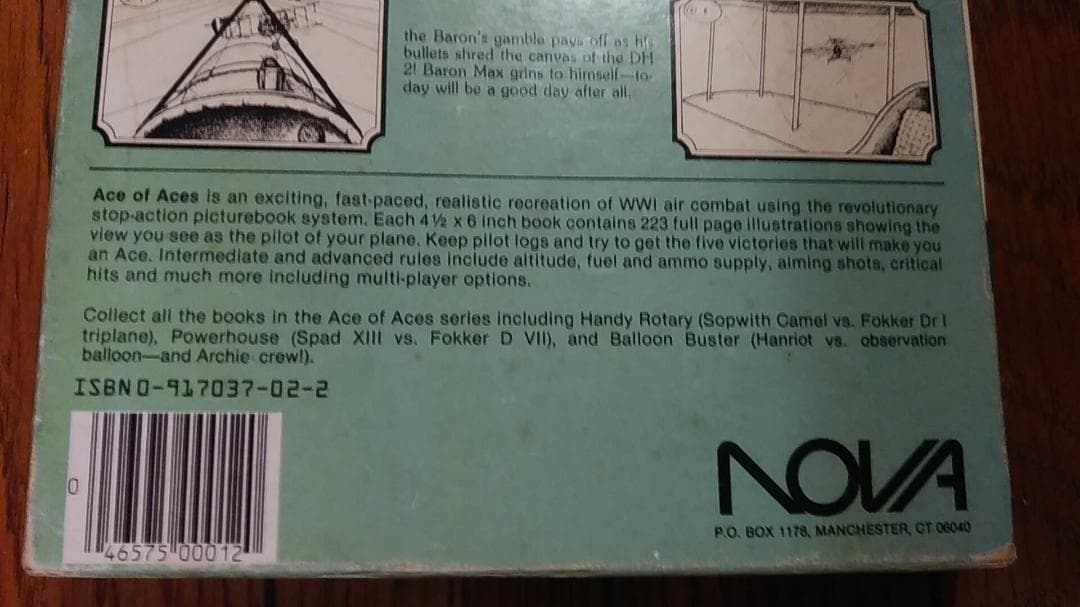 the Baron's gamble pays off as his
bullets shred the canvas of the DH
2! Baron Max grins to himself—to-
day will be a good day after all.
Ace of Aces is an exciting, fast-paced, realistic recreation of WWI air combat using the revolutionary
stop-action picturebook system. Each 4½ x 6 inch book contains 223 full page illustrations showing the
view you see as the pilot of your plane. Keep pilot logs and try to get the five victories that will make you
an Ace. Intermediate and advanced rules include altitude, fuel and ammo supply, aiming shots, critical
hits and much more including multi-player options.
Collect all the books in the Ace of Aces series including Handy Rotary (Sopwith Camel vs. Fokker Dr I
triplane), Powerhouse (Spad XIII vs. Fokker D VII), and Balloon Buster (Hanriot vs. observation
balloon—and Archie crew!).
ISBN 0-917037-02-2
0
46575 00012
NOVA
P.O. BOX 1178, MANCHESTER, CT 06040